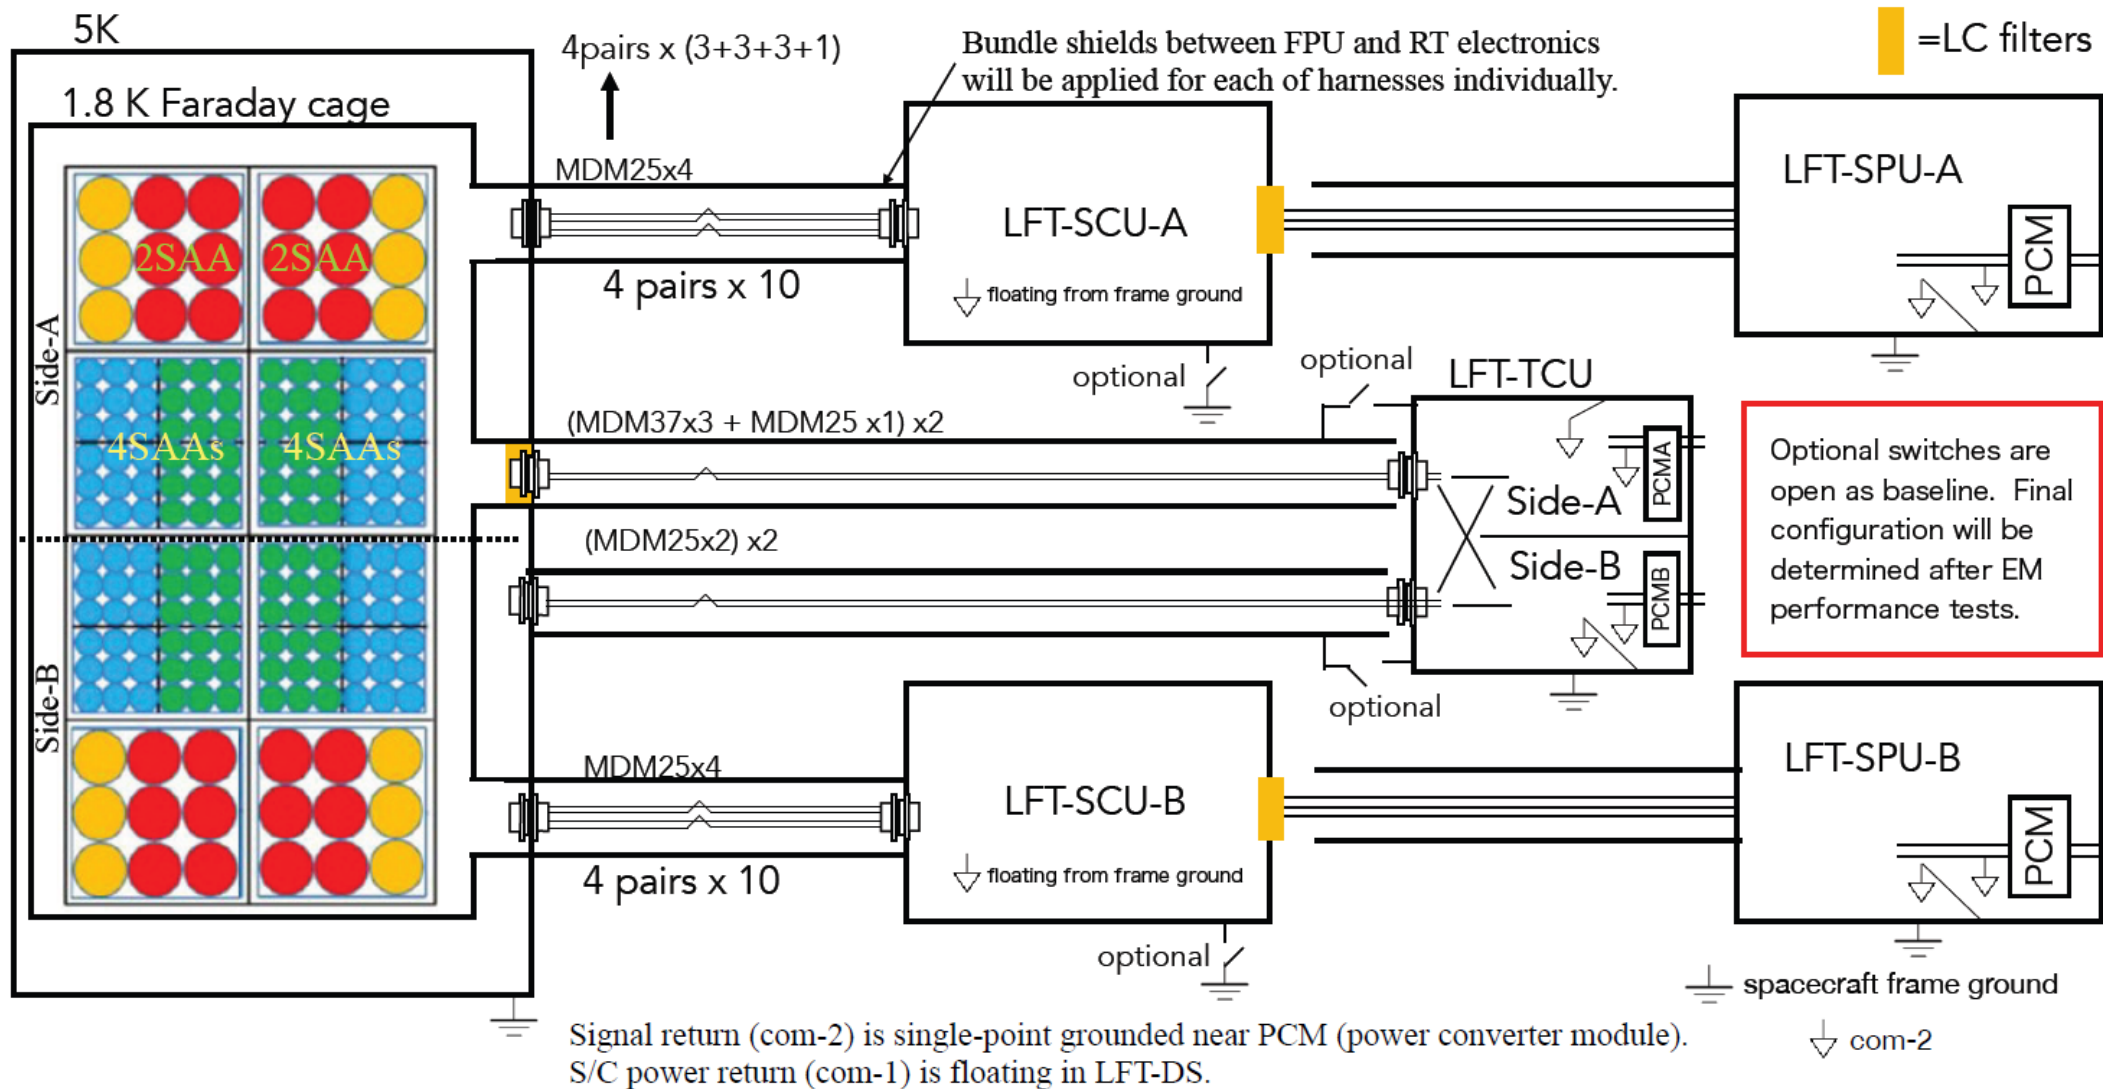 5K
1.8 K Faraday cage
4pairs x (3+3+3+1)
Bundle shields between FPU and RT electronics
will be applied for each of harnesses individually.
=LC filters
MDM25x4
4 pairs x 10
LFT-SCU-A
floating from frame ground
optional
LFT-SPU-A
PCM
Side-A
2SAA
2SAA
4SAAs
4SAAs
Side-B
(MDM37x3 + MDM25 x1) x2
optional
LFT-TCU
PCMA
Side-A
Side-B
PCMB
(MDM25x2) x2
optional
Optional switches are
open as baseline. Final
configuration will be
determined after EM
performance tests.
MDM25x4
4 pairs x 10
LFT-SCU-B
floating from frame ground
optional
LFT-SPU-B
PCM
spacecraft frame ground
com-2
Signal return (com-2) is single-point grounded near PCM (power converter module).
S/C power return (com-1) is floating in LFT-DS.